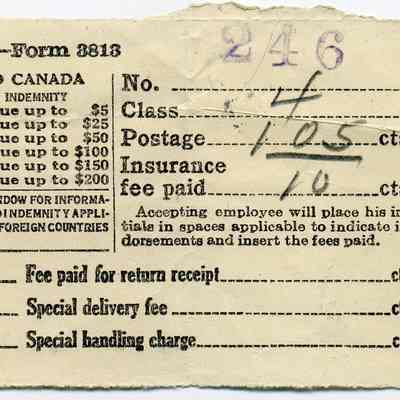 —Form 3813
246
O CANADA
INDEMNITY
ue up to $5
ue up to $25
ue up to $50
ue up to $100
ue up to $150
ue up to $200
NDOW FOR INFORMA-
D INDEMNITY APPLI-
FOREIGN COUNTRIES
No.
Class 4
Postage 105 cts
Insurance
fee paid 10 cts
Accepting employee will place his in
tials in spaces applicable to indicate i
dorsements and insert the fees paid.
Fee paid for return receipt c
Special delivery fee c
Special handling charge c